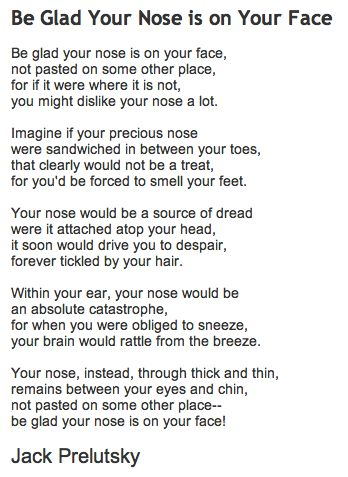 Be Glad Your Nose is on Your Face
Be glad your nose is on your face,
not pasted on some other place,
for if it were where it is not,
you might dislike your nose a lot.
Imagine if your precious nose
were sandwiched in between your toes,
that clearly would not be a treat,
for you'd be forced to smell your feet.
Your nose would be a source of dread
were it attached atop your head,
it soon would drive you to despair,
forever tickled by your hair.
Within your ear, your nose would be
an absolute catastrophe,
for when you were obliged to sneeze,
your brain would rattle from the breeze.
Your nose, instead, through thick and thin,
remains between your eyes and chin,
not pasted on some other place--
be glad your nose is on your face!
Jack Prelutsky